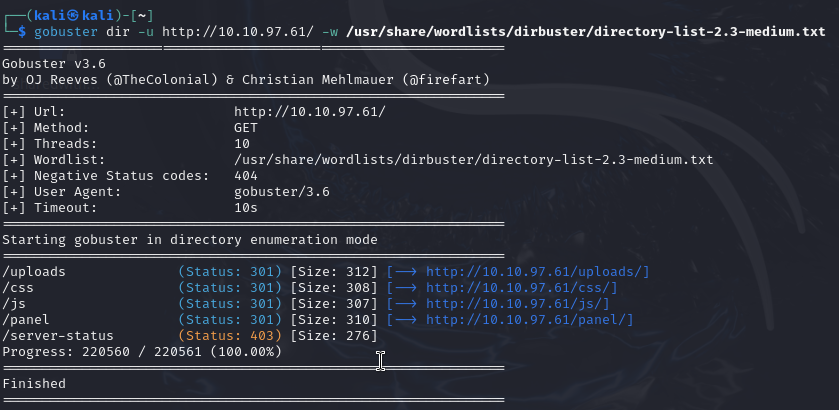 ┌──(kali㉿kali)-[~]
└─$ gobuster dir -u http://10.10.97.61/ -w /usr/share/wordlists/dirbuster/directory-list-2.3-medium.txt
===============================================================
Gobuster v3.6
by OJ Reeves (@TheColonial) & Christian Mehlmauer (@firefart)
===============================================================
[+] Url:                     http://10.10.97.61/
[+] Method:                  GET
[+] Threads:                 10
[+] Wordlist:                /usr/share/wordlists/dirbuster/directory-list-2.3-medium.txt
[+] Negative Status codes:   404
[+] User Agent:              gobuster/3.6
[+] Timeout:                 10s
===============================================================
Starting gobuster in directory enumeration mode
===============================================================
/uploads              (Status: 301) [Size: 312] [--> http://10.10.97.61/uploads/]
/css                  (Status: 301) [Size: 308] [--> http://10.10.97.61/css/]
/js                   (Status: 301) [Size: 307] [--> http://10.10.97.61/js/]
/panel                (Status: 301) [Size: 310] [--> http://10.10.97.61/panel/]
/server-status        (Status: 403) [Size: 276]
Progress: 220560 / 220561 (100.00%)
===============================================================
Finished
===============================================================